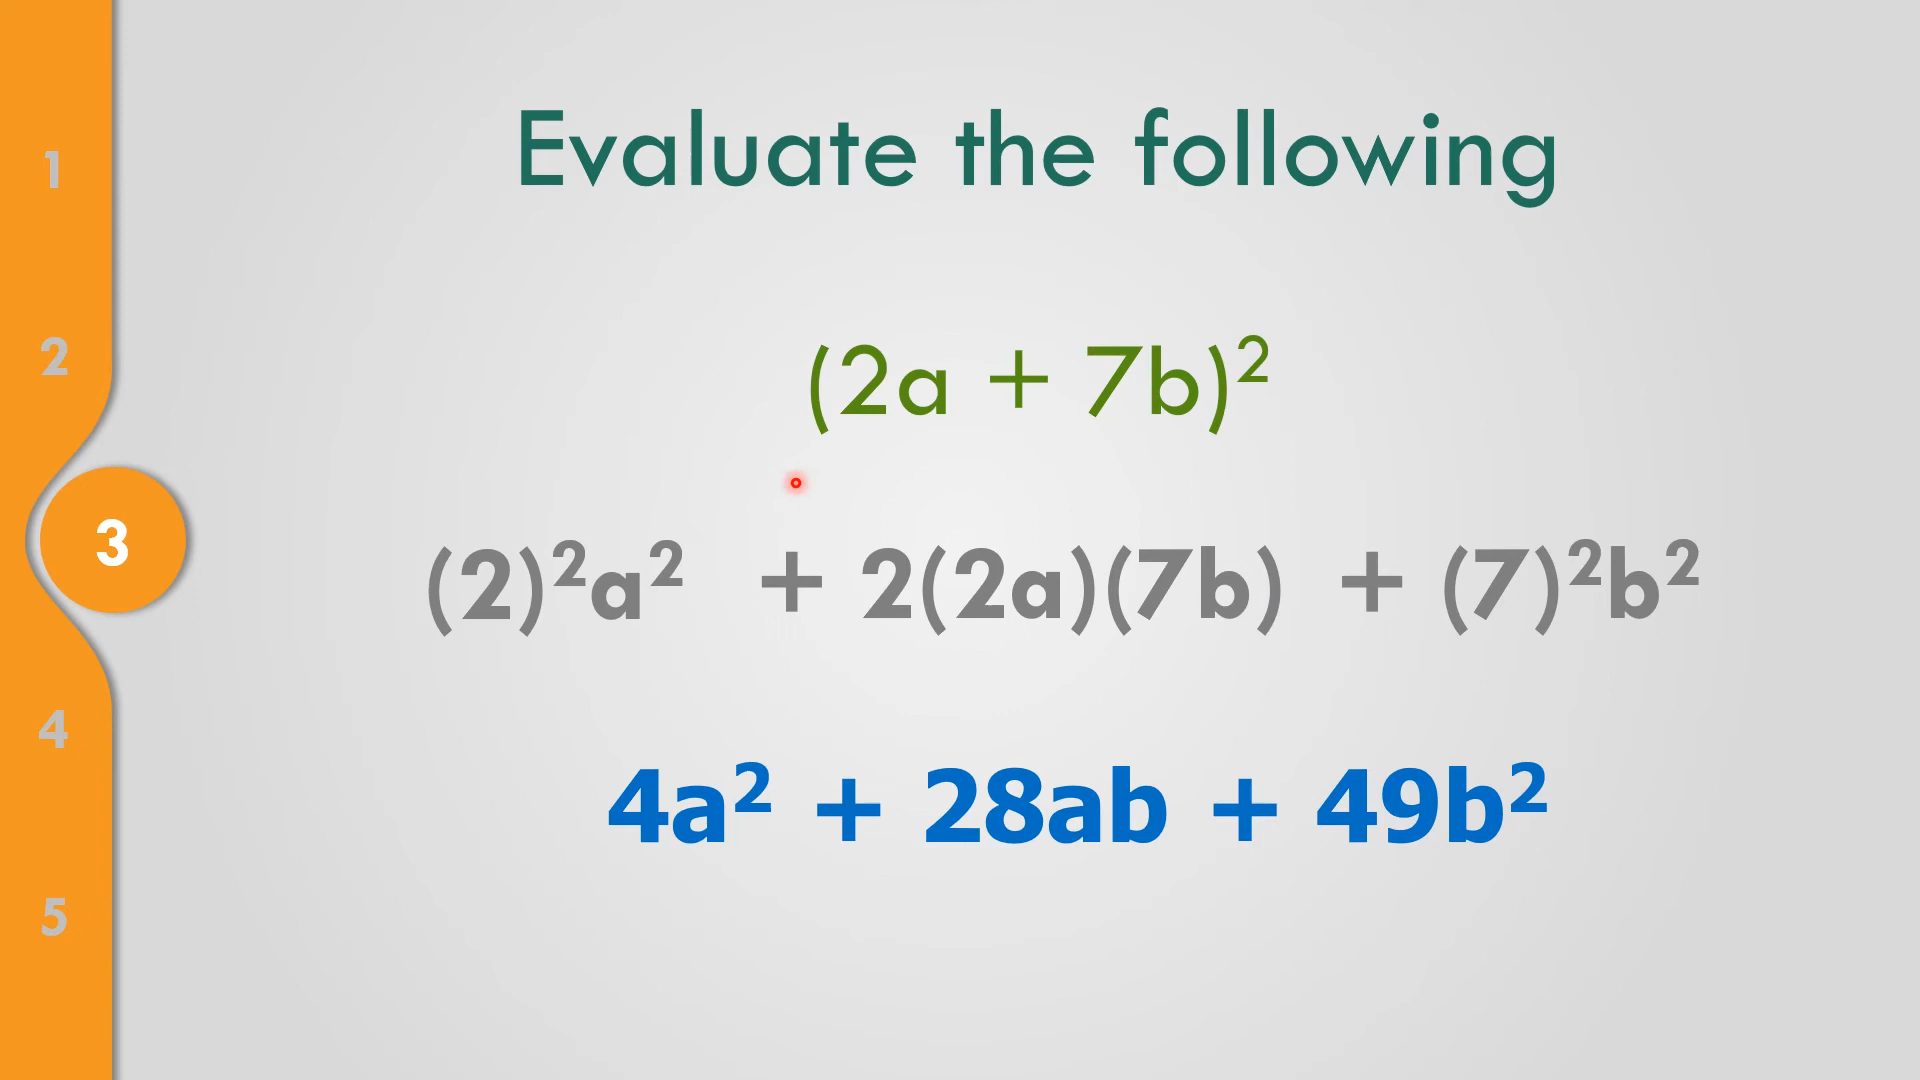 Evaluate the following
(2a + 7b)²
(2)²a² + 2(2a)(7b) + (7)²b²
4a² + 28ab + 49b²
1
2
3
4
5